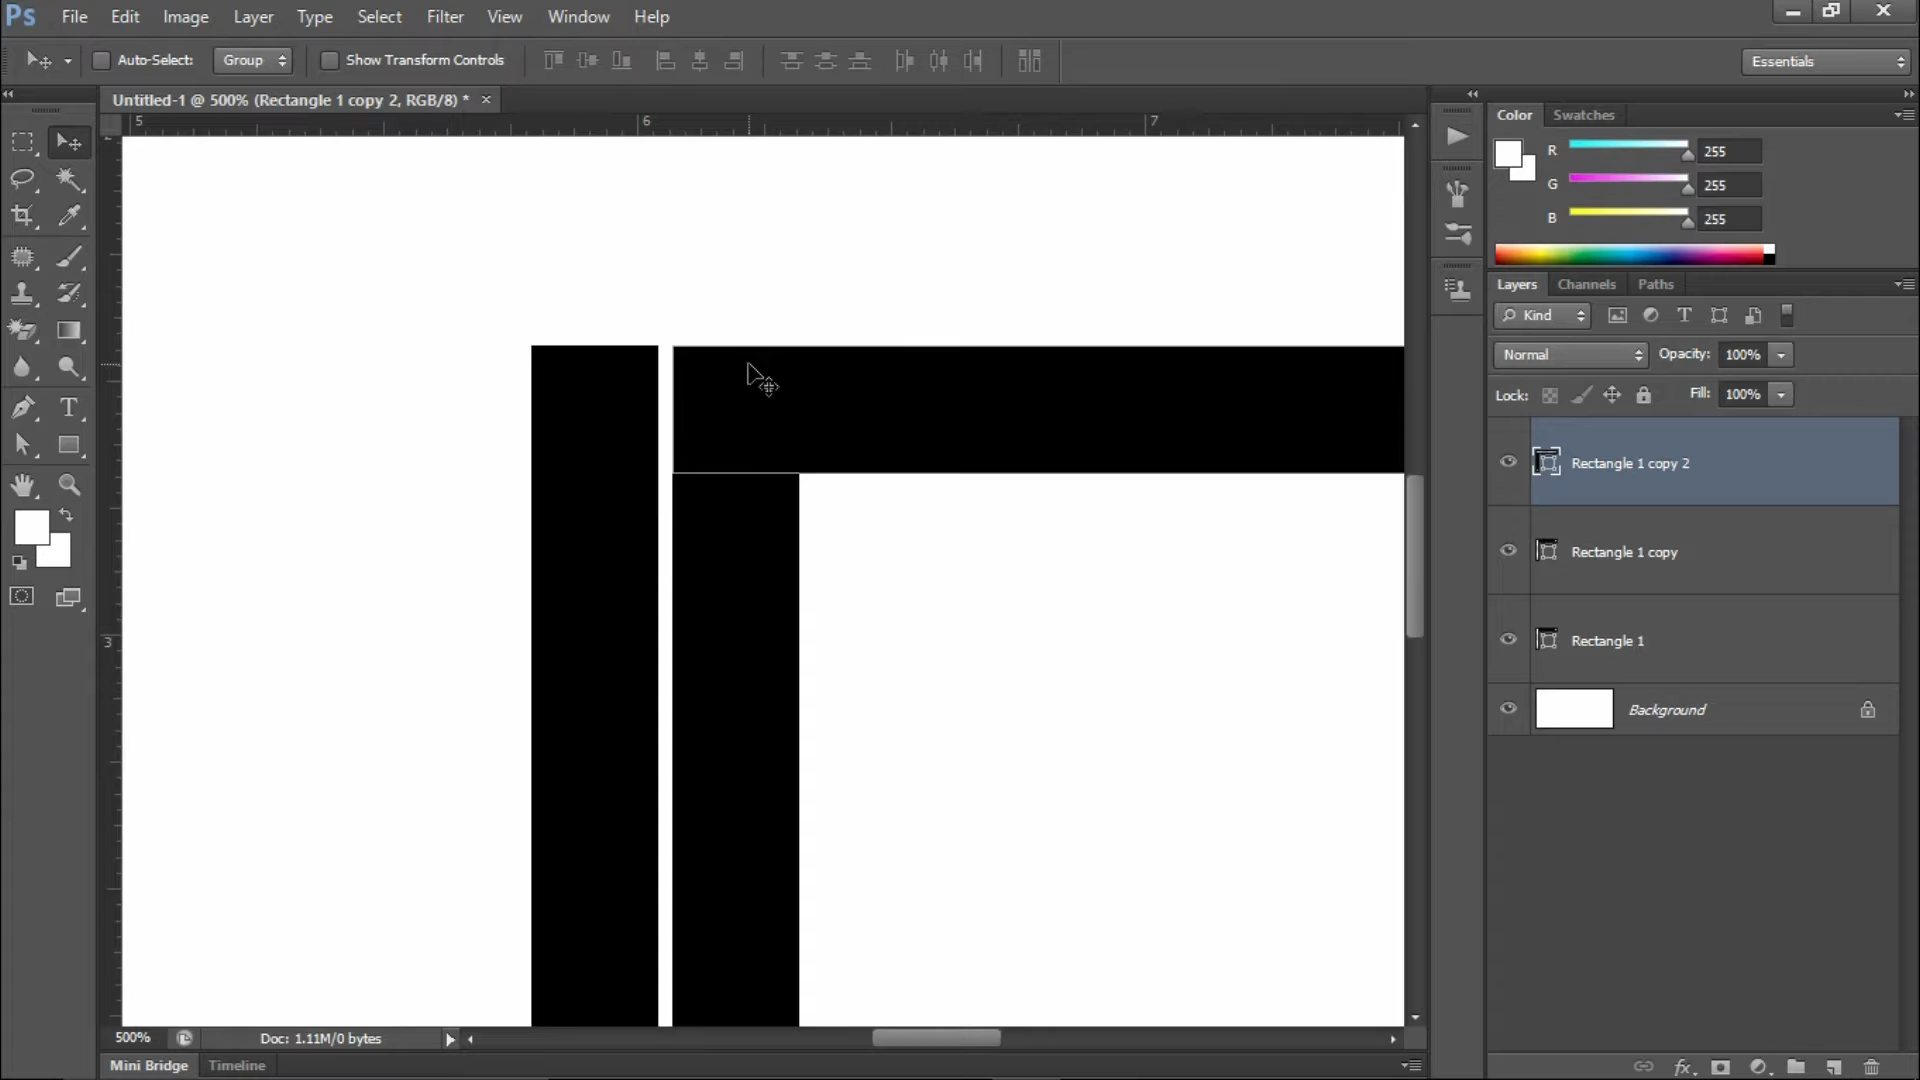 Ps File Edit Image Layer Type Select Filter View Window Help
Auto-Select: Group Show Transform Controls Essentials
Untitled-1 @ 500% (Rectangle 1 copy 2, RGB/8) * ×
5 6 7
3
Color Swatches
R 255
G 255
B 255
Layers Channels Paths
Kind T
Normal Opacity: 100%
Lock: Fill: 100%
Rectangle 1 copy 2
Rectangle 1 copy
Rectangle 1
Background
T
500% Doc: 1.11M/0 bytes
Mini Bridge Timeline
fx